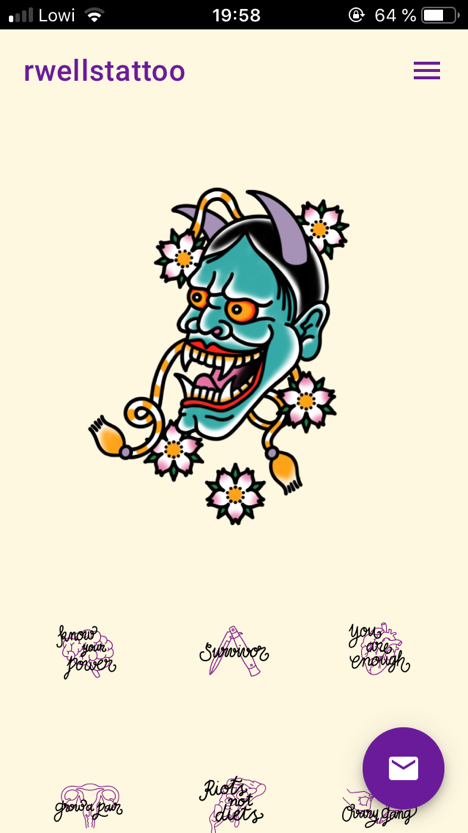 Lowi
19:58
64 %
rwellstattoo
know
your
power
Survivor
You
are
enough
grow a pair
Riots
not
diets
Ovary Gang